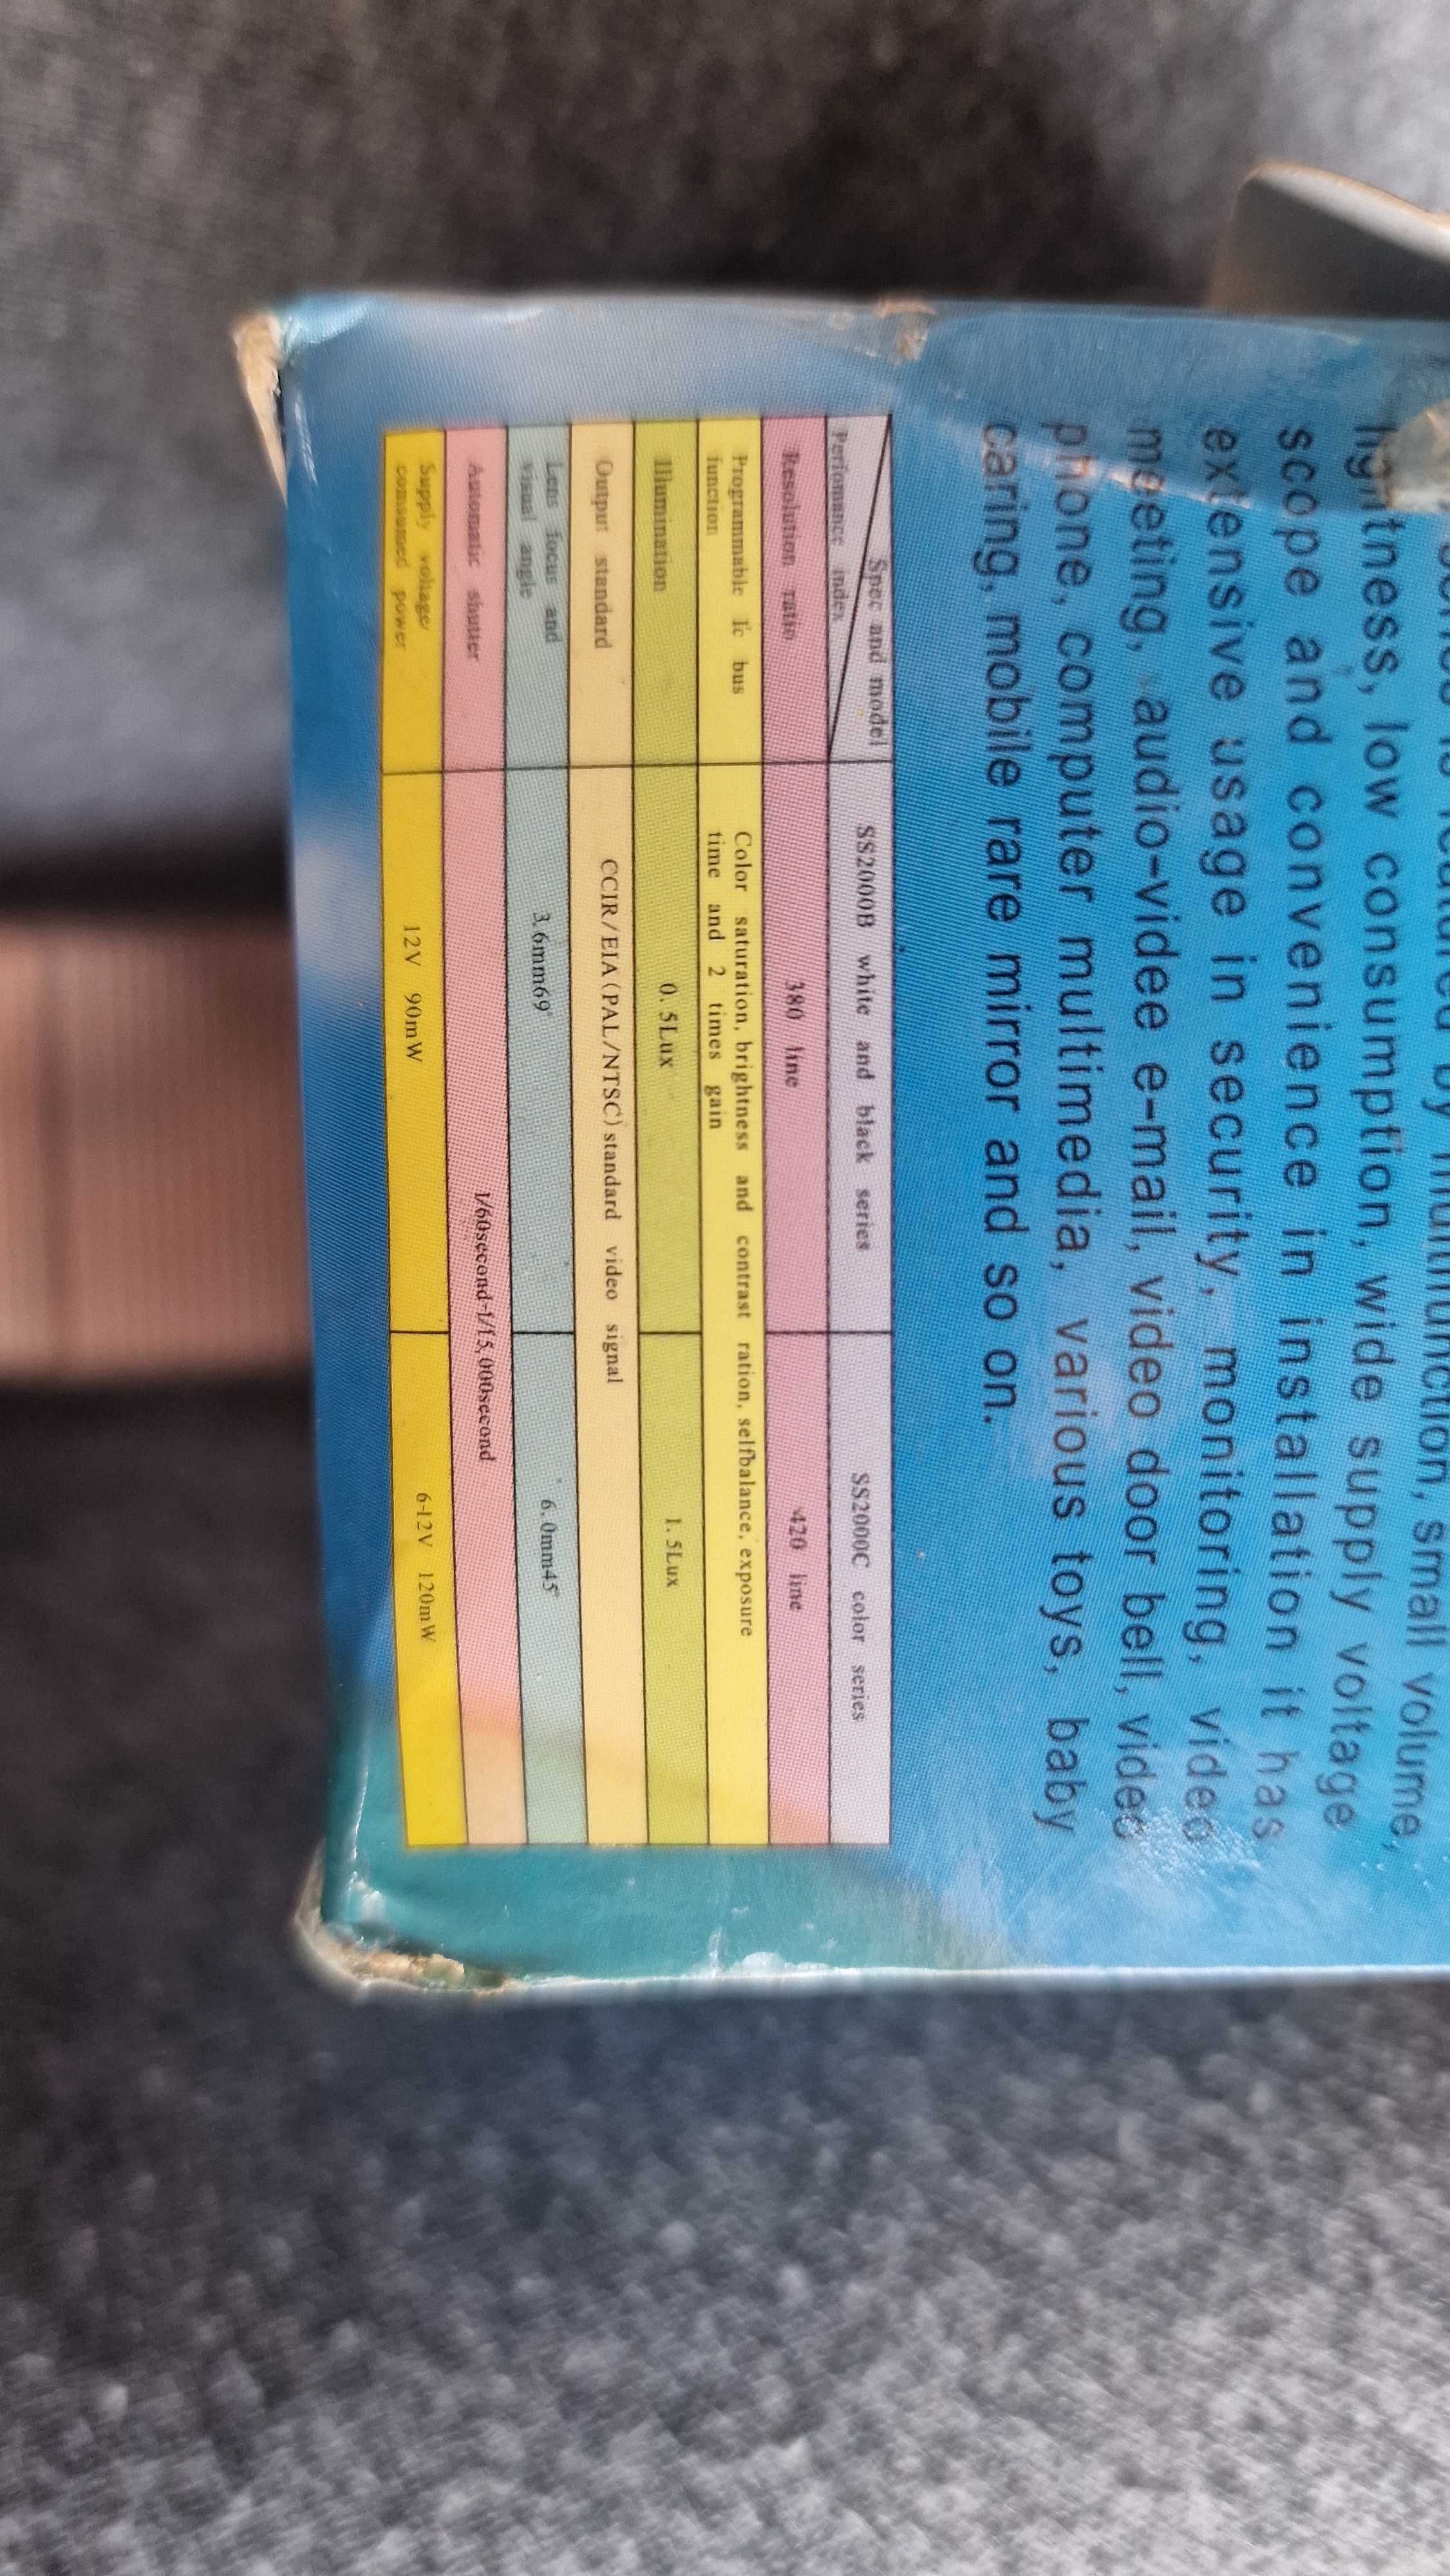 by multifunction, small volume,
lightness, low consumption, wide supply voltage
scope and convenience in installation it has
extensive usage in security, monitoring, video
meeting, audio-videe e-mail, video door bell, video
phone, computer multimedia, various toys, baby
caring, mobile rare mirror and so on.
Spec and model
Perfomance index
SS2000B white and black series
SS2000C color series
Resolution ratio
380 line
420 line
Programmable Ic bus
function
Color saturation, brightness and contrast ration, selfbalance, exposure
time and 2 times gain
Illumination
0.5Lux
1.5Lux
Output standard
CCIR/EIA(PAL/NTSC)standard video signal
Lens focus and
visual angle
3.6mm69°
6.0mm45°
Automatic shutter
1/60second-1/15,000second
Supply voltage/
consumed power
12V 90mW
6-12V 120mW